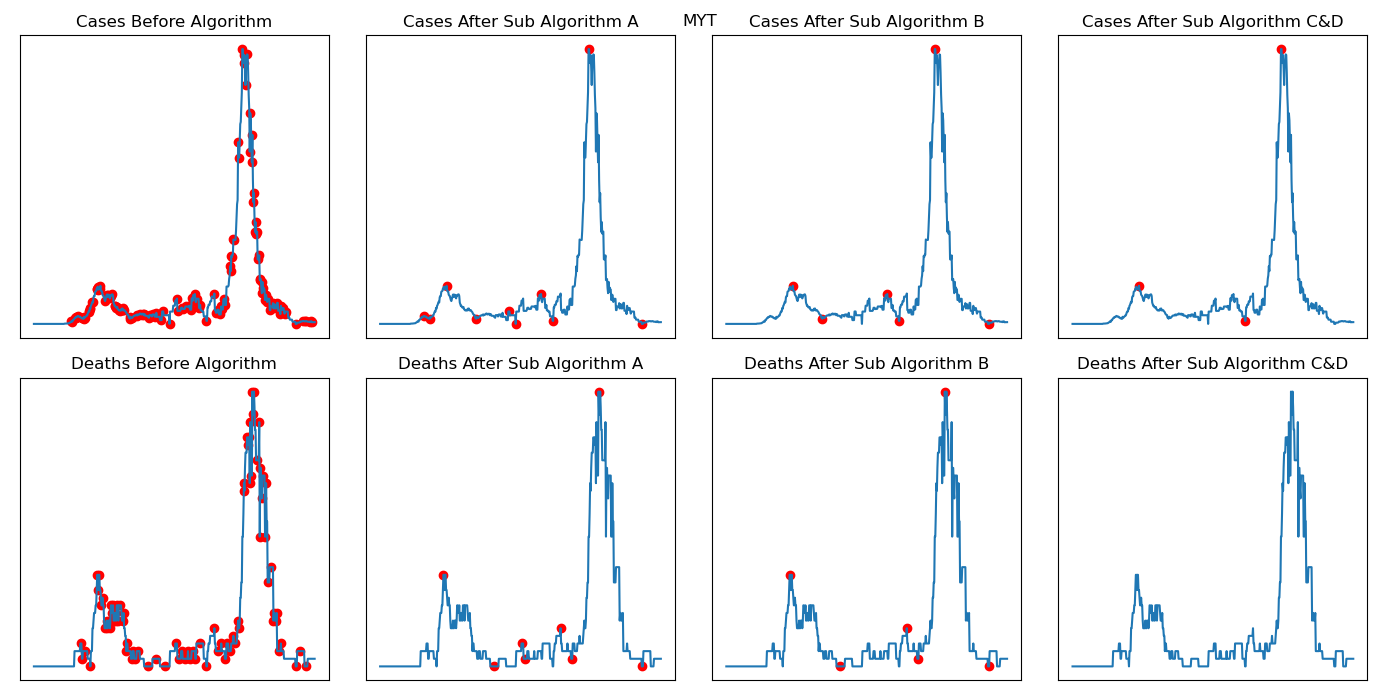 MYT
Cases Before Algorithm
Cases After Sub Algorithm A
Cases After Sub Algorithm B
Cases After Sub Algorithm C&D
Deaths Before Algorithm
Deaths After Sub Algorithm A
Deaths After Sub Algorithm B
Deaths After Sub Algorithm C&D